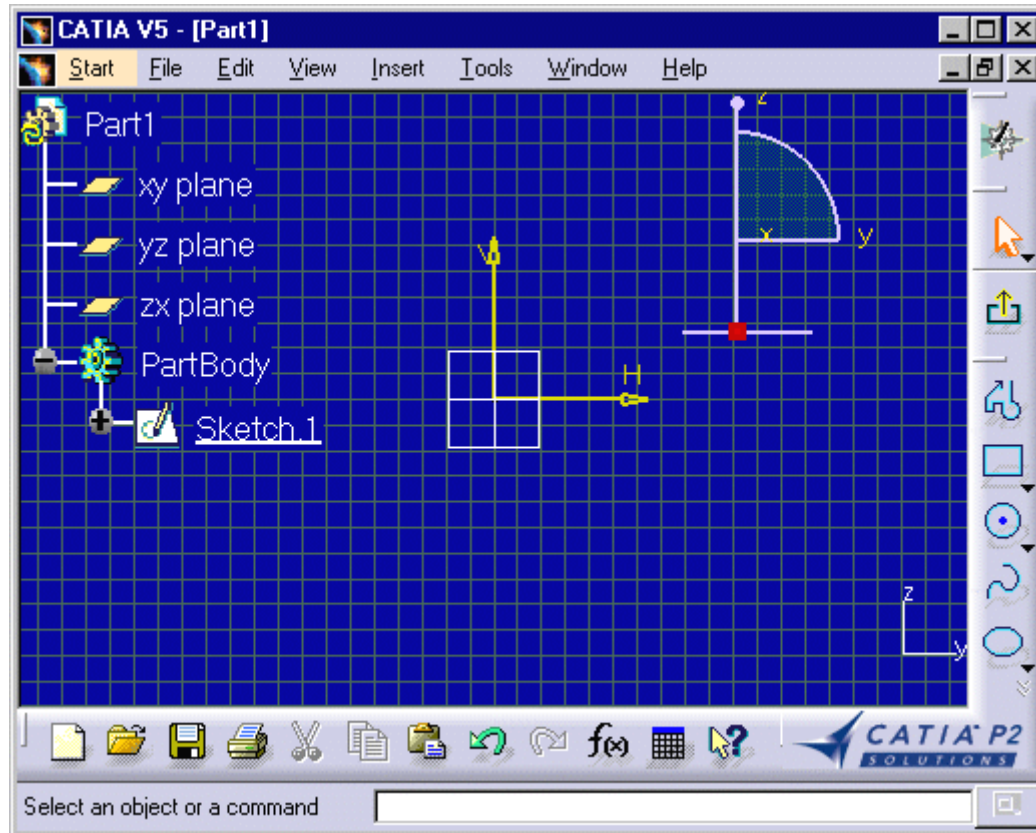 CATIA V5 - [Part1]
Start File Edit View Insert Tools Window Help
Part1
xy plane
yz plane
zx plane
PartBody
Sketch.1
z
x
y
V
H
z
y
f(x)
?
CATIA P2
SOLUTIONS
Select an object or a command